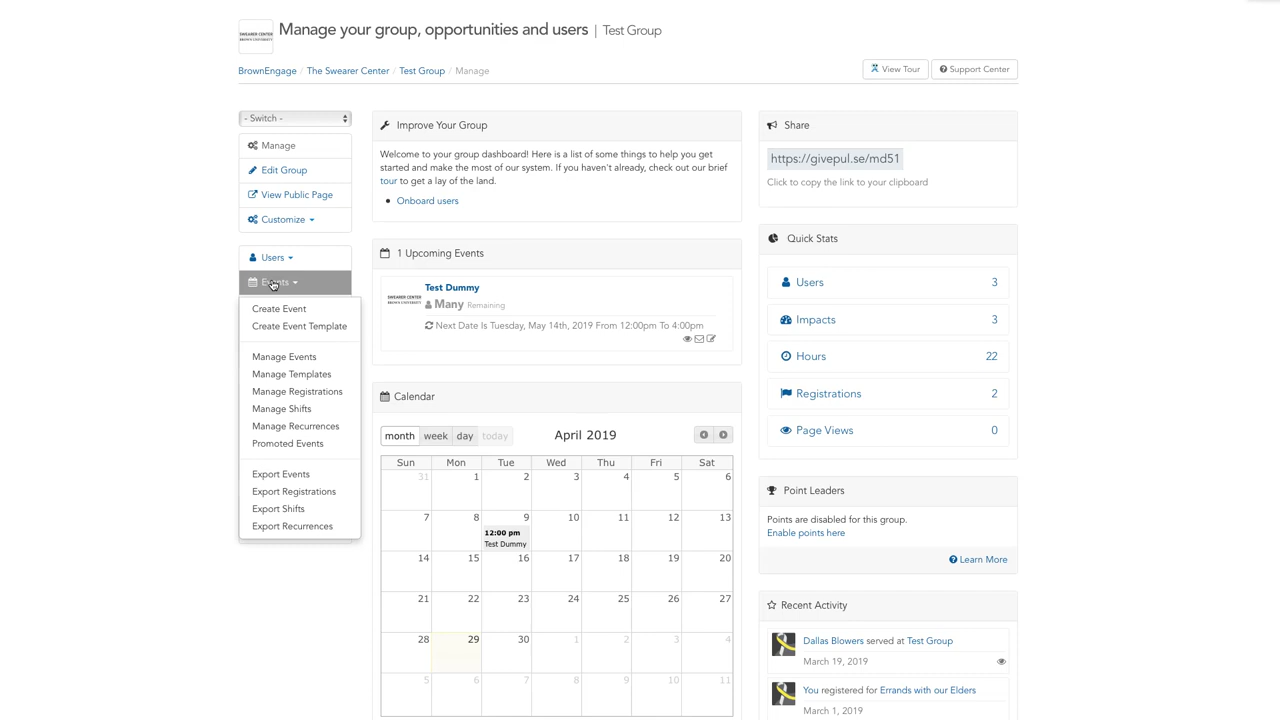 SWEARER CENTER
BROWN UNIVERSITY
Manage your group, opportunities and users | Test Group
BrownEngage / The Swearer Center / Test Group / Manage
View Tour
Support Center
- Switch -
Manage
Edit Group
View Public Page
Customize
Users
Events
Create Event
Create Event Template
Manage Events
Manage Templates
Manage Registrations
Manage Shifts
Manage Recurrences
Promoted Events
Export Events
Export Registrations
Export Shifts
Export Recurrences
Improve Your Group
Welcome to your group dashboard! Here is a list of some things to help you get
started and make the most of our system. If you haven't already, check out our brief
tour to get a lay of the land.
Onboard users
1 Upcoming Events
SWEARER CENTER
BROWN UNIVERSITY
Test Dummy
Many Remaining
Next Date Is Tuesday, May 14th, 2019 From 12:00pm To 4:00pm
Calendar
month week day today
April 2019
Sun Mon Tue Wed Thu Fri Sat
31 1 2 3 4 5 6
7 8 9 10 11 12 13
12:00 pm
Test Dummy
14 15 16 17 18 19 20
21 22 23 24 25 26 27
28 29 30 1 2 3 4
5 6 7 8 9 10 11
Share
https://givepul.se/md51
Click to copy the link to your clipboard
Quick Stats
Users 3
Impacts 3
Hours 22
Registrations 2
Page Views 0
Point Leaders
Points are disabled for this group.
Enable points here
Learn More
Recent Activity
Dallas Blowers served at Test Group
March 19, 2019
You registered for Errands with our Elders
March 1, 2019